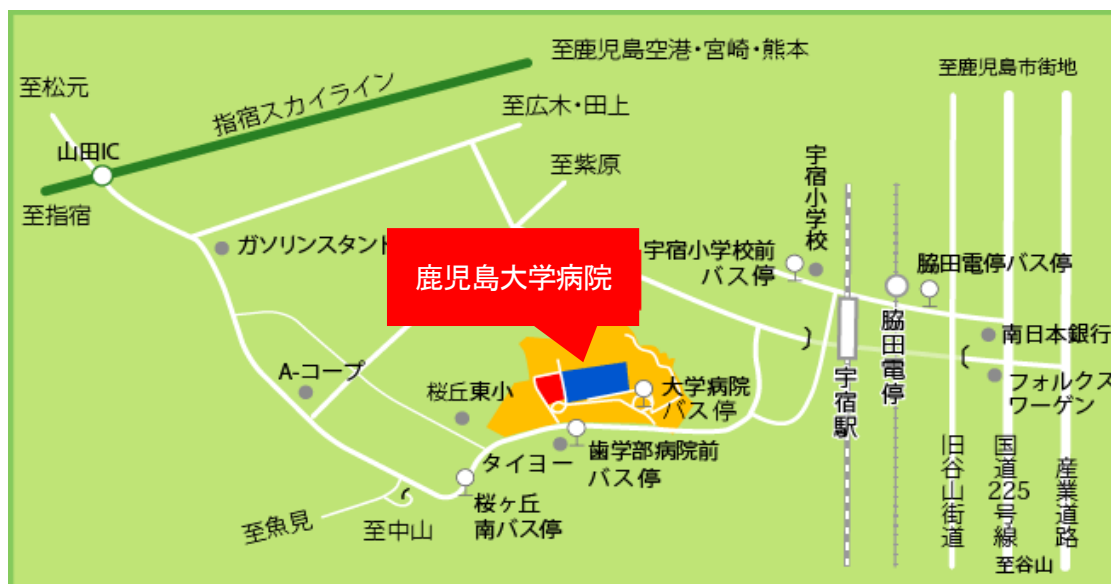 至鹿児島空港・宮崎・熊本
至鹿児島市街地
至松元
指宿スカイライン
至広木・田上
山田IC
至紫原
宇宿小学校
至指宿
ガソリンスタント
宇宿小学校前
バス停
脇田電停バス停
鹿児島大学病院
脇田電停
南日本銀行
A-コープ
桜丘東小
大学病院
バス停
宇宿駅
フォルクス
ワーゲン
タイヨー
歯学部病院前
バス停
旧谷山街道
国道225号線
産業道路
桜ヶ丘
南バス停
至魚見
至中山
至谷山